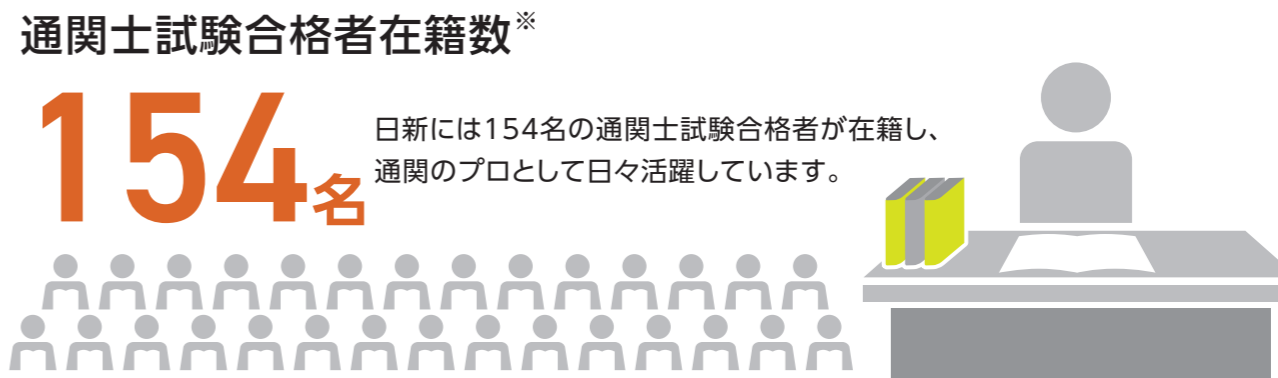 通関士試験合格者在籍数※
154名
日新には154名の通関士試験合格者が在籍し、
通関のプロとして日々活躍しています。